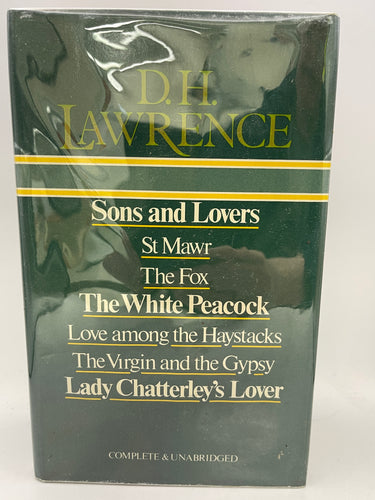 D.H.
LAWRENCE
Sons and Lovers
St Mawr
The Fox
The White Peacock
Love among the Haystacks
The Virgin and the Gypsy
Lady Chatterley's Lover
COMPLETE & UNABRIDGED